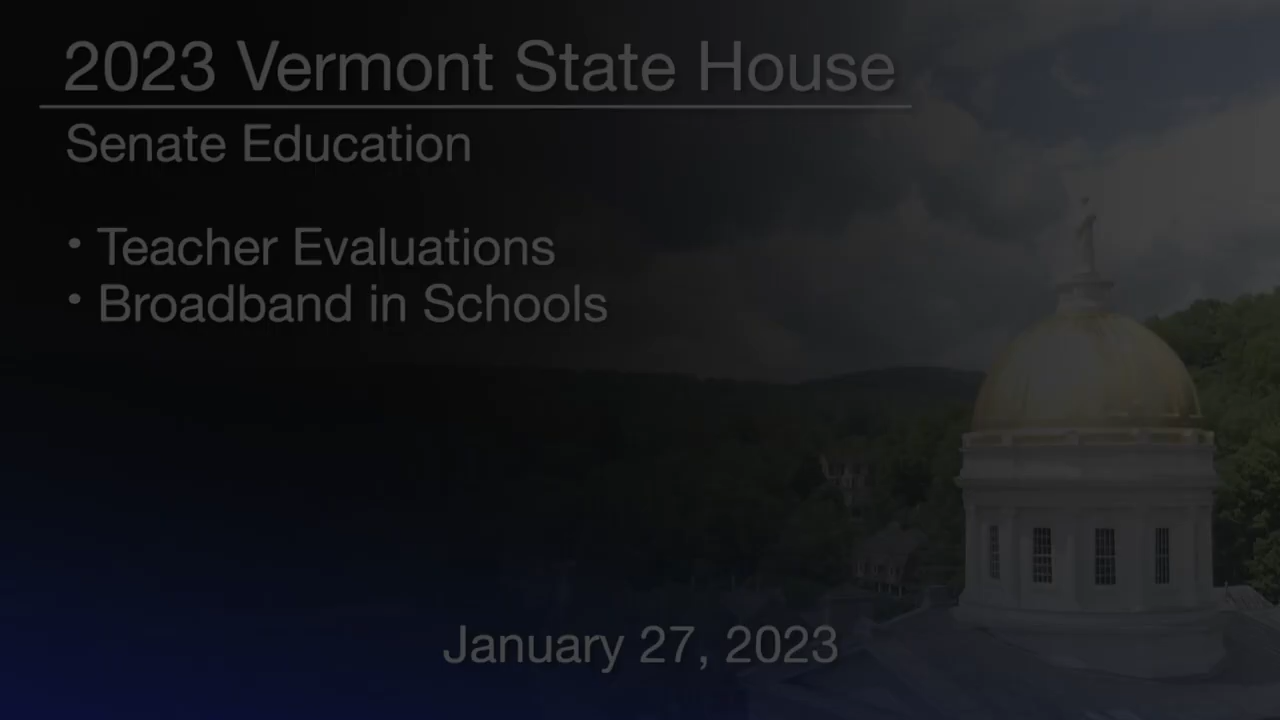 2023 Vermont State House
Senate Education
• Teacher Evaluations
• Broadband in Schools
January 27, 2023